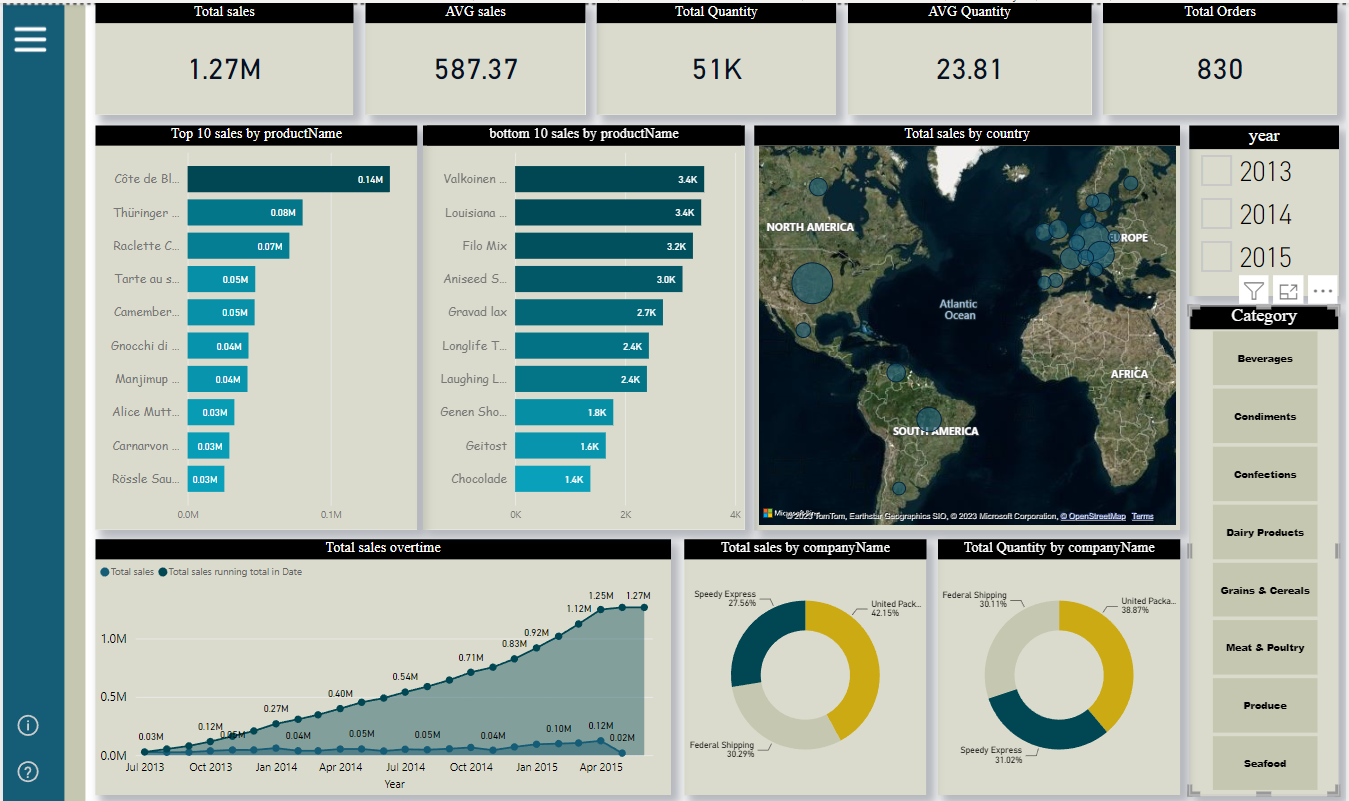 Total sales
1.27M
AVG sales
587.37
Total Quantity
51K
AVG Quantity
23.81
Total Orders
830
Top 10 sales by productName
Côte de Bl...
0.14M
Thüringer ...
0.08M
Raclette C...
0.07M
Tarte au s...
0.05M
Camember...
0.05M
Gnocchi di ...
0.04M
Manjimup ...
0.04M
Alice Mutt...
0.03M
Carnarvon ...
0.03M
Rössle Sau...
0.03M
0.0M
0.1M
bottom 10 sales by productName
Valkoinen ...
3.4K
Louisiana ...
3.4K
Filo Mix
3.2K
Aniseed S...
3.0K
Gravad lax
2.7K
Longlife T...
2.4K
Laughing L...
2.4K
Genen Sho...
1.8K
Geitost
1.6K
Chocolade
1.4K
0K
2K
4K
Total sales by country
NORTH AMERICA
EUROPE
Atlantic
Ocean
AFRICA
SOUTH AMERICA
© 2023 TomTom, Earthstar Geographics SIO, © 2023 Microsoft Corporation, © OpenStreetMap Terms
year
2013
2014
2015
Category
Beverages
Condiments
Confections
Dairy Products
Grains & Cereals
Meat & Poultry
Produce
Seafood
Total sales overtime
Total sales
Total sales running total in Date
1.0M
0.5M
0.0M
0.03M
0.12M
0.05M
0.27M
0.04M
0.40M
0.05M
0.54M
0.05M
0.71M
0.04M
0.83M
0.92M
0.10M
1.12M
1.25M
0.12M
1.27M
0.02M
Jul 2013
Oct 2013
Jan 2014
Apr 2014
Jul 2014
Oct 2014
Jan 2015
Apr 2015
Year
Total sales by companyName
Speedy Express
27.56%
United Pack...
42.15%
Federal Shipping
30.29%
Total Quantity by companyName
Federal Shipping
30.11%
United Packa...
38.87%
Speedy Express
31.02%